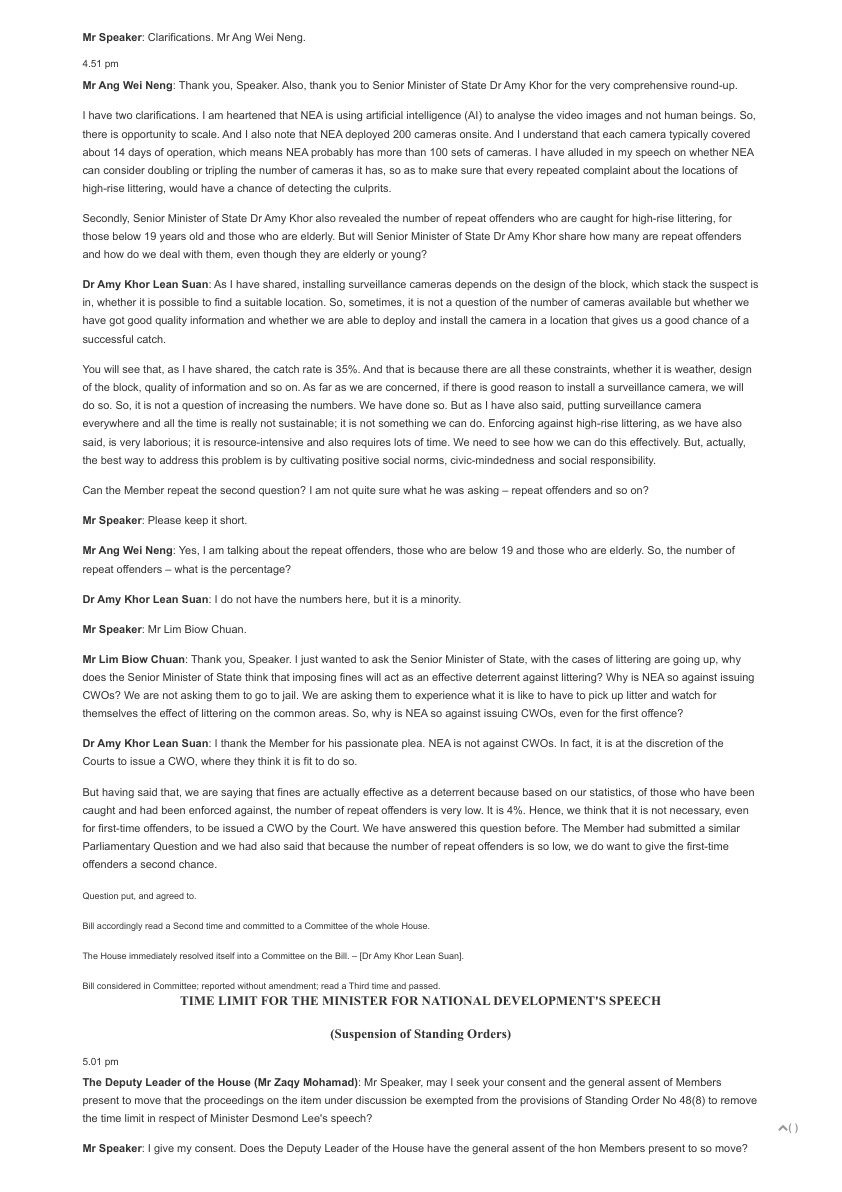 Mr Speaker: Clarifications. Mr Ang Wei Neng.
4.51 pm
Mr Ang Wei Neng: Thank you, Speaker. Also, thank you to Senior Minister of State Dr Amy Khor for the very comprehensive round-up.
I have two clarifications. I am heartened that NEA is using artificial intelligence (AI) to analyse the video images and not human beings. So,
there is opportunity to scale. And I also note that NEA deployed 200 cameras onsite. And I understand that each camera typically covered
about 14 days of operation, which means NEA probably has more than 100 sets of cameras. I have alluded in my speech on whether NEA
can consider doubling or tripling the number of cameras it has, so as to make sure that every repeated complaint about the locations of
high-rise littering, would have a chance of detecting the culprits.
Secondly, Senior Minister of State Dr Amy Khor also revealed the number of repeat offenders who are caught for high-rise littering, for
those below 19 years old and those who are elderly. But will Senior Minister of State Dr Amy Khor share how many are repeat offenders
and how do we deal with them, even though they are elderly or young?
Dr Amy Khor Lean Suan: As I have shared, installing surveillance cameras depends on the design of the block, which stack the suspect is
in, whether it is possible to find a suitable location. So, sometimes, it is not a question of the number of cameras available but whether we
have got good quality information and whether we are able to deploy and install the camera in a location that gives us a good chance of a
successful catch.
You will see that, as I have shared, the catch rate is 35%. And that is because there are all these constraints, whether it is weather, design
of the block, quality of information and so on. As far as we are concerned, if there is good reason to install a surveillance camera, we will
do so. So, it is not a question of increasing the numbers. We have done so. But as I have also said, putting surveillance camera
everywhere and all the time is really not sustainable; it is not something we can do. Enforcing against high-rise littering, as we have also
said, is very laborious; it is resource-intensive and also requires lots of time. We need to see how we can do this effectively. But, actually,
the best way to address this problem is by cultivating positive social norms, civic-mindedness and social responsibility.
Can the Member repeat the second question? I am not quite sure what he was asking – repeat offenders and so on?
Mr Speaker: Please keep it short.
Mr Ang Wei Neng: Yes, I am talking about the repeat offenders, those who are below 19 and those who are elderly. So, the number of
repeat offenders – what is the percentage?
Dr Amy Khor Lean Suan: I do not have the numbers here, but it is a minority.
Mr Speaker: Mr Lim Biow Chuan.
Mr Lim Biow Chuan: Thank you, Speaker. I just wanted to ask the Senior Minister of State, with the cases of littering are going up, why
does the Senior Minister of State think that imposing fines will act as an effective deterrent against littering? Why is NEA so against issuing
CWOs? We are not asking them to go to jail. We are asking them to experience what it is like to have to pick up litter and watch for
themselves the effect of littering on the common areas. So, why is NEA so against issuing CWOs, even for the first offence?
Dr Amy Khor Lean Suan: I thank the Member for his passionate plea. NEA is not against CWOs. In fact, it is at the discretion of the
Courts to issue a CWO, where they think it is fit to do so.
But having said that, we are saying that fines are actually effective as a deterrent because based on our statistics, of those who have been
caught and had been enforced against, the number of repeat offenders is very low. It is 4%. Hence, we think that it is not necessary, even
for first-time offenders, to be issued a CWO by the Court. We have answered this question before. The Member had submitted a similar
Parliamentary Question and we had also said that because the number of repeat offenders is so low, we do want to give the first-time
offenders a second chance.
Question put, and agreed to.
Bill accordingly read a Second time and committed to a Committee of the whole House.
The House immediately resolved itself into a Committee on the Bill. – [Dr Amy Khor Lean Suan].
Bill considered in Committee; reported without amendment; read a Third time and passed.
TIME LIMIT FOR THE MINISTER FOR NATIONAL DEVELOPMENT'S SPEECH
(Suspension of Standing Orders)
5.01 pm
The Deputy Leader of the House (Mr Zaqy Mohamad): Mr Speaker, may I seek your consent and the general assent of Members
present to move that the proceedings on the item under discussion be exempted from the provisions of Standing Order No 48(8) to remove
the time limit in respect of Minister Desmond Lee's speech?
Mr Speaker: I give my consent. Does the Deputy Leader of the House have the general assent of the hon Members present to so move?
( )